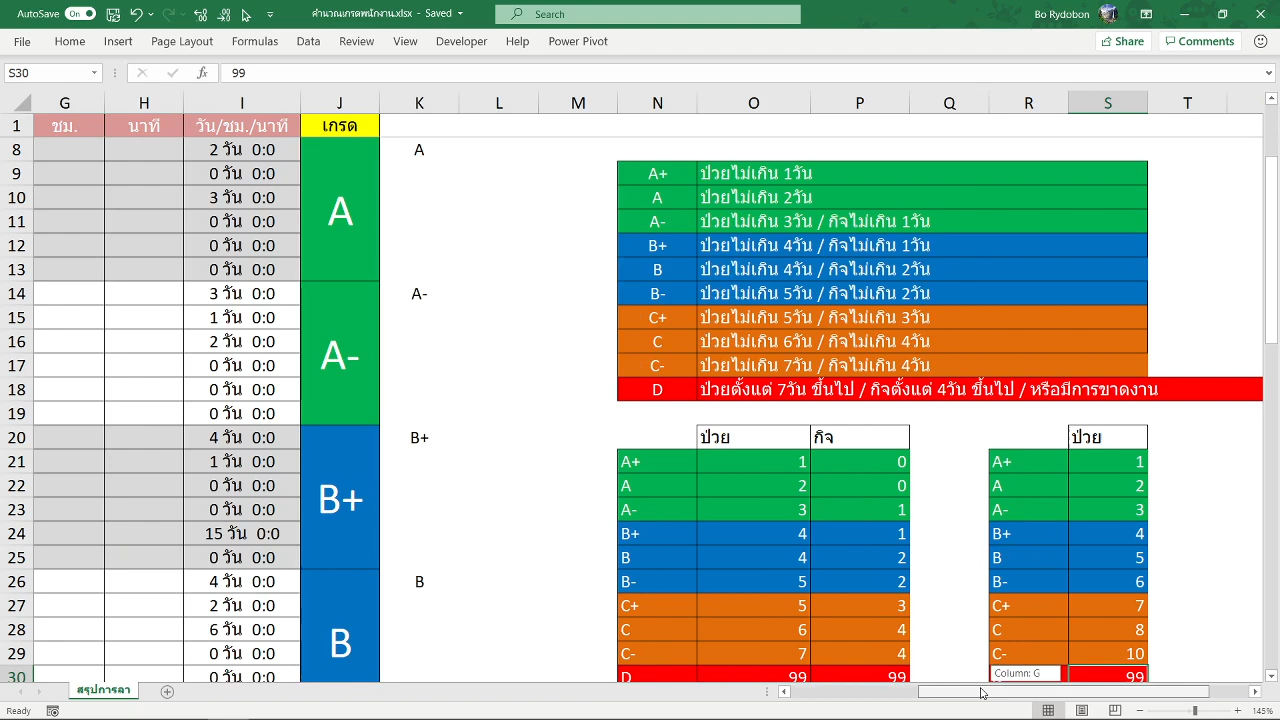 AutoSave On คำนวณเกรดพนักงาน.xlsx - Saved Search Bo Rydobon
File Home Insert Page Layout Formulas Data Review View Developer Help Power Pivot Share Comments
S30 fx 99
G H I J K L M N O P Q R S T
1 ชม. นาที วัน/ชม./นาที เกรด
8 2 วัน 0:0 A
9 0 วัน 0:0 A+ ป่วยไม่เกิน 1วัน
10 3 วัน 0:0 A ป่วยไม่เกิน 2วัน
11 0 วัน 0:0 A A- ป่วยไม่เกิน 3วัน / กิจไม่เกิน 1วัน
12 0 วัน 0:0 B+ ป่วยไม่เกิน 4วัน / กิจไม่เกิน 1วัน
13 0 วัน 0:0 B ป่วยไม่เกิน 4วัน / กิจไม่เกิน 2วัน
14 3 วัน 0:0 A- B- ป่วยไม่เกิน 5วัน / กิจไม่เกิน 2วัน
15 1 วัน 0:0 C+ ป่วยไม่เกิน 5วัน / กิจไม่เกิน 3วัน
16 2 วัน 0:0 A- C ป่วยไม่เกิน 6วัน / กิจไม่เกิน 4วัน
17 0 วัน 0:0 C- ป่วยไม่เกิน 7วัน / กิจไม่เกิน 4วัน
18 0 วัน 0:0 D ป่วยตั้งแต่ 7วัน ขึ้นไป / กิจตั้งแต่ 4วัน ขึ้นไป / หรือมีการขาดงาน
19 0 วัน 0:0
20 4 วัน 0:0 B+ ป่วย กิจ ป่วย
21 1 วัน 0:0 A+ 1 0 A+ 1
22 0 วัน 0:0 A 2 0 A 2
23 0 วัน 0:0 B+ A- 3 1 A- 3
24 15 วัน 0:0 B+ 4 1 B+ 4
25 0 วัน 0:0 B 4 2 B 5
26 4 วัน 0:0 B B- 5 2 B- 6
27 2 วัน 0:0 C+ 5 3 C+ 7
28 6 วัน 0:0 B C 6 4 C 8
29 0 วัน 0:0 C- 7 4 C- 10
30 0 วัน 0:0 D 99 99 Column: G 99
สรุปการลา
Ready 145%